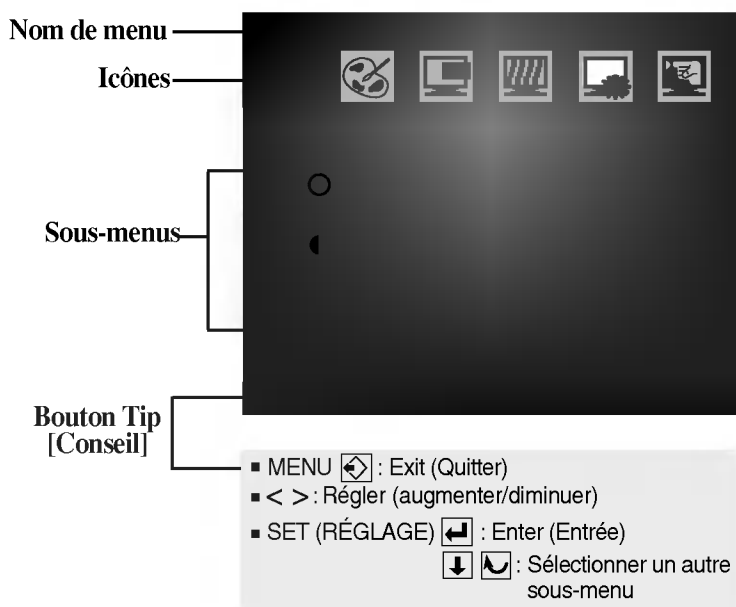 Nom de menu
Icônes
Sous-menus
Bouton Tip
[Conseil]
▪ MENU : Exit (Quitter)
▪ < > : Régler (augmenter/diminuer)
▪ SET (RÉGLAGE) : Enter (Entrée)
: Sélectionner un autre
sous-menu